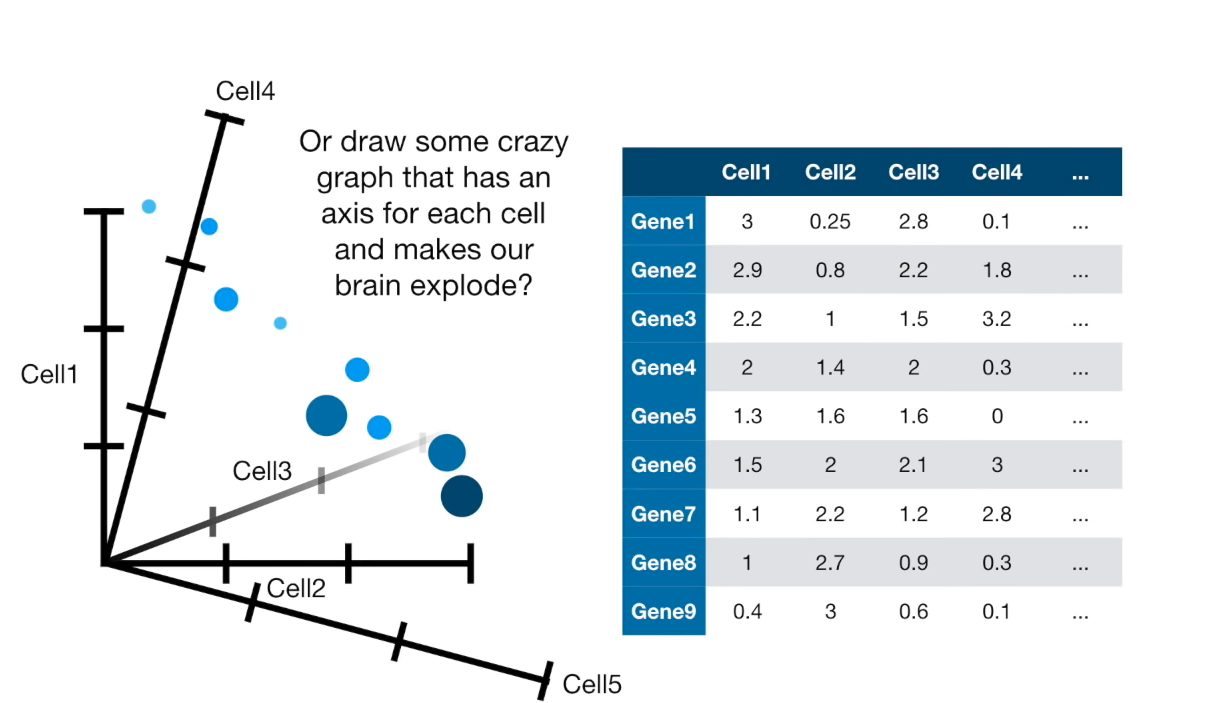 Cell4
Or draw some crazy
graph that has an
axis for each cell
and makes our
brain explode?
Cell1
Cell3
Cell2
Cell5
Cell1 Cell2 Cell3 Cell4 ...
Gene1 3 0.25 2.8 0.1 ...
Gene2 2.9 0.8 2.2 1.8 ...
Gene3 2.2 1 1.5 3.2 ...
Gene4 2 1.4 2 0.3 ...
Gene5 1.3 1.6 1.6 0 ...
Gene6 1.5 2 2.1 3 ...
Gene7 1.1 2.2 1.2 2.8 ...
Gene8 1 2.7 0.9 0.3 ...
Gene9 0.4 3 0.6 0.1 ...